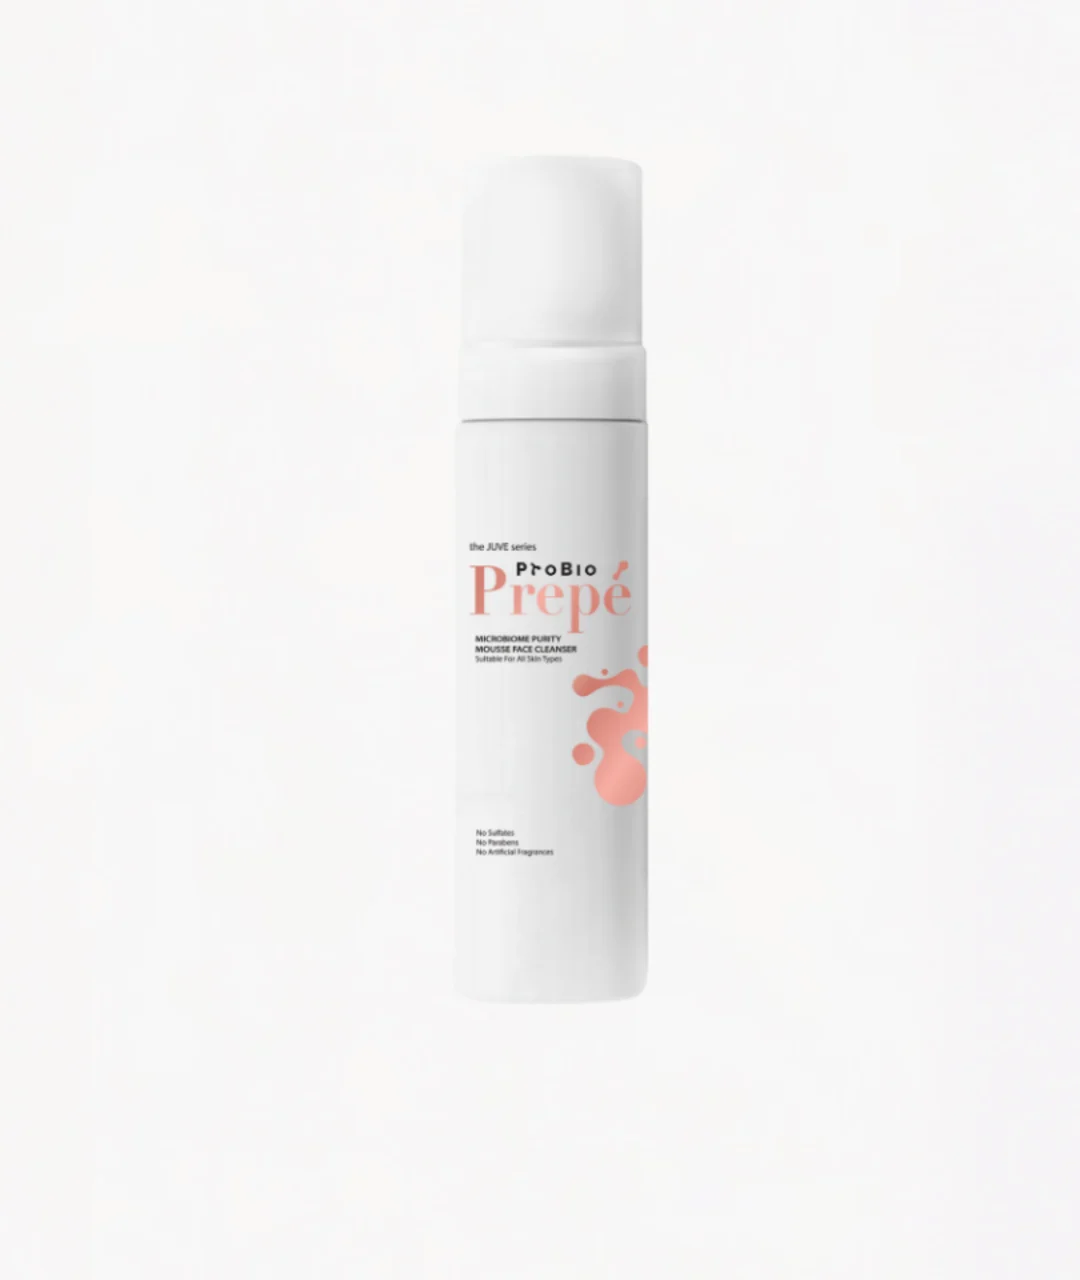 the JUVE series
ProBio
Prepé
MICROBIOME PURITY
MOUSSE FACE CLEANSER
Suitable For All Skin Types
No Sulfates
No Parabens
No Artificial Fragrances